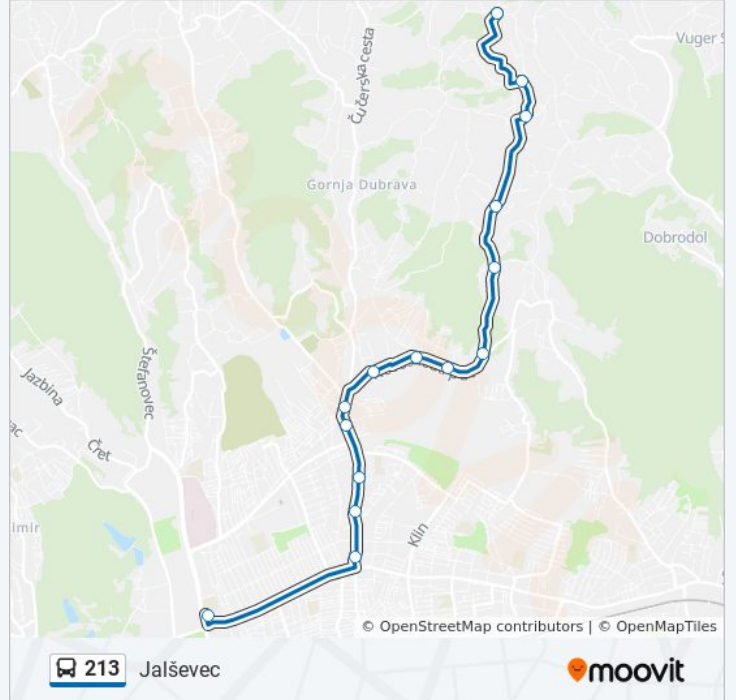 Vuger
Čučerska cesta
Gornja Dubrava
Dobrodol
Štefanovec
Jazbina
Čret
Klin
© OpenStreetMap contributors | © OpenMapTiles
213 Jalševec
moovit